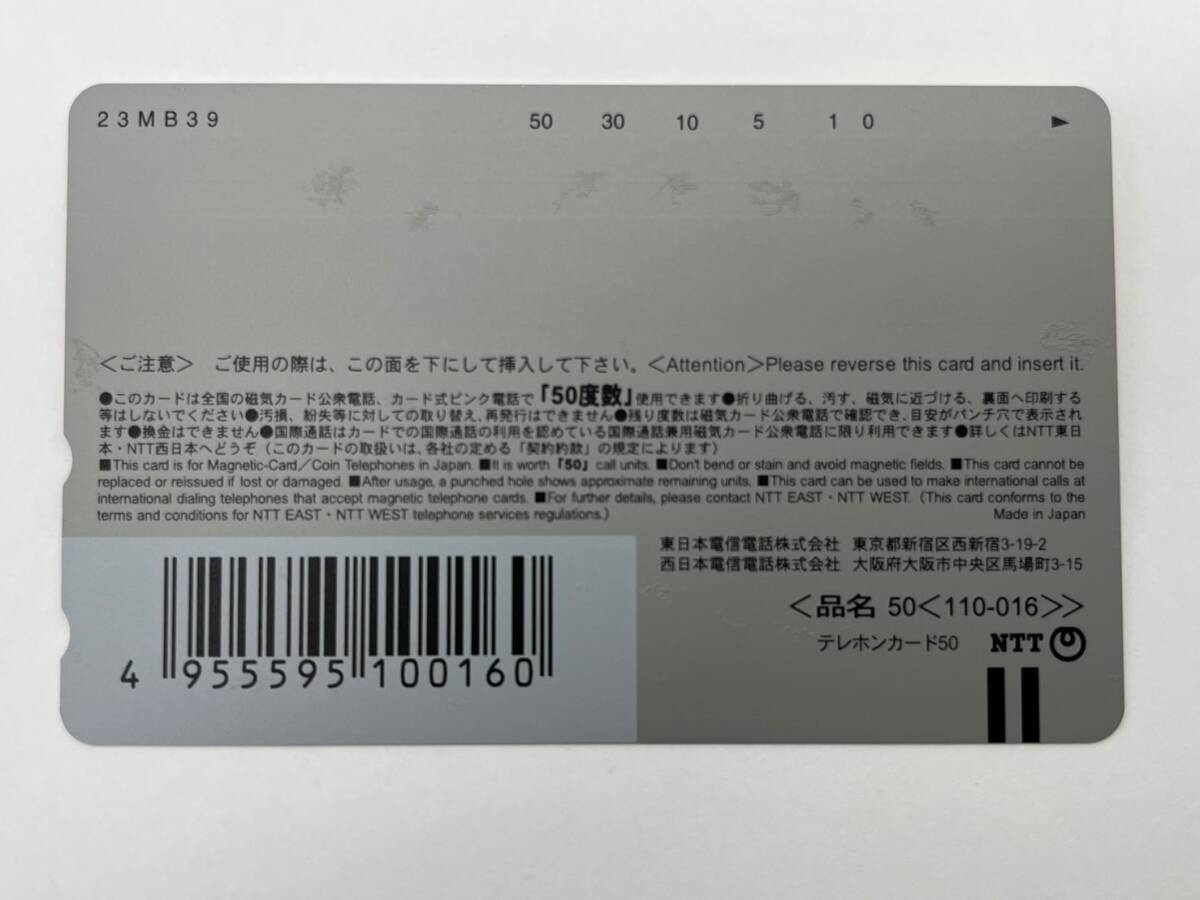 23MB39 50 30 10 5 1 0 ▶
＜ご注意＞ ご使用の際は、この面を下にして挿入して下さい。＜Attention＞Please reverse this card and insert it.
●このカードは全国の磁気カード公衆電話、カード式ピンク電話で「50度数」使用できます●折り曲げる、汚す、磁気に近づける、裏面へ印刷する
等はしないでください●汚損、紛失等に対しての取り替え、再発行はできません●残り度数は磁気カード公衆電話で確認でき、目安がパンチ穴で表示され
ます●換金はできません●国際通話はカードでの国際通話の利用を認めている国際通話兼用磁気カード公衆電話に限り利用できます●詳しくはNTT東日
本・NTT西日本へどうぞ（このカードの取扱いは、各社の定める「契約約款」の規定によります）
■This card is for Magnetic-Card／Coin Telephones in Japan. ■It is worth「50」call units. ■Don't bend or stain and avoid magnetic fields. ■This card cannot be
replaced or reissued if lost or damaged. ■After usage, a punched hole shows approximate remaining units. ■This card can be used to make international calls at
international dialing telephones that accept magnetic telephone cards. ■For further details, please contact NTT EAST・NTT WEST. (This card conforms to the
terms and conditions for NTT EAST・NTT WEST telephone services regulations.) Made in Japan
東日本電信電話株式会社 東京都新宿区西新宿3-19-2
西日本電信電話株式会社 大阪府大阪市中央区馬場町3-15
＜品名 50＜110-016＞＞
テレホンカード50 NTT
4 955595 100160